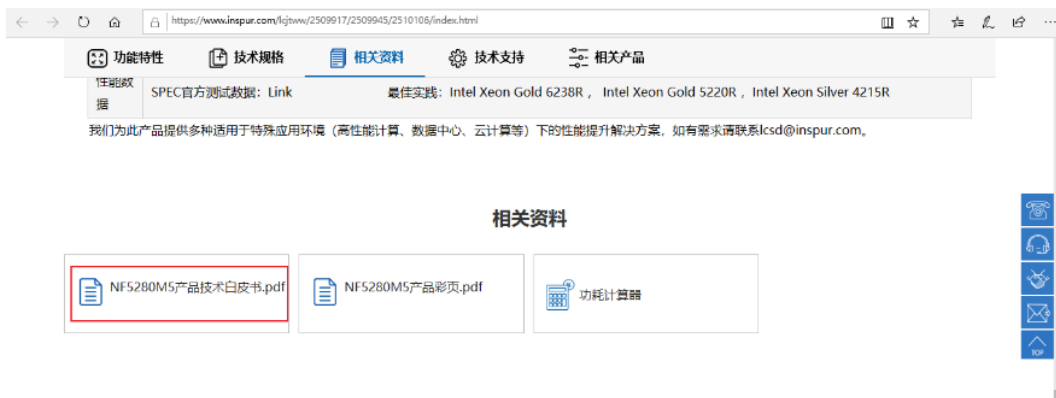 https://www.inspur.com/lcjtww/2509917/2509945/2510106/index.html
功能特性 技术规格 相关资料 技术支持 相关产品
性能数
据
SPEC官方测试数据：Link 最佳实践：Intel Xeon Gold 6238R ， Intel Xeon Gold 5220R ，Intel Xeon Silver 4215R
我们为此产品提供多种适用于特殊应用环境（高性能计算、数据中心、云计算等）下的性能提升解决方案，如有需求请联系lcsd@inspur.com。
相关资料
NF5280M5产品技术白皮书.pdf NF5280M5产品彩页.pdf 功耗计算器
TOP